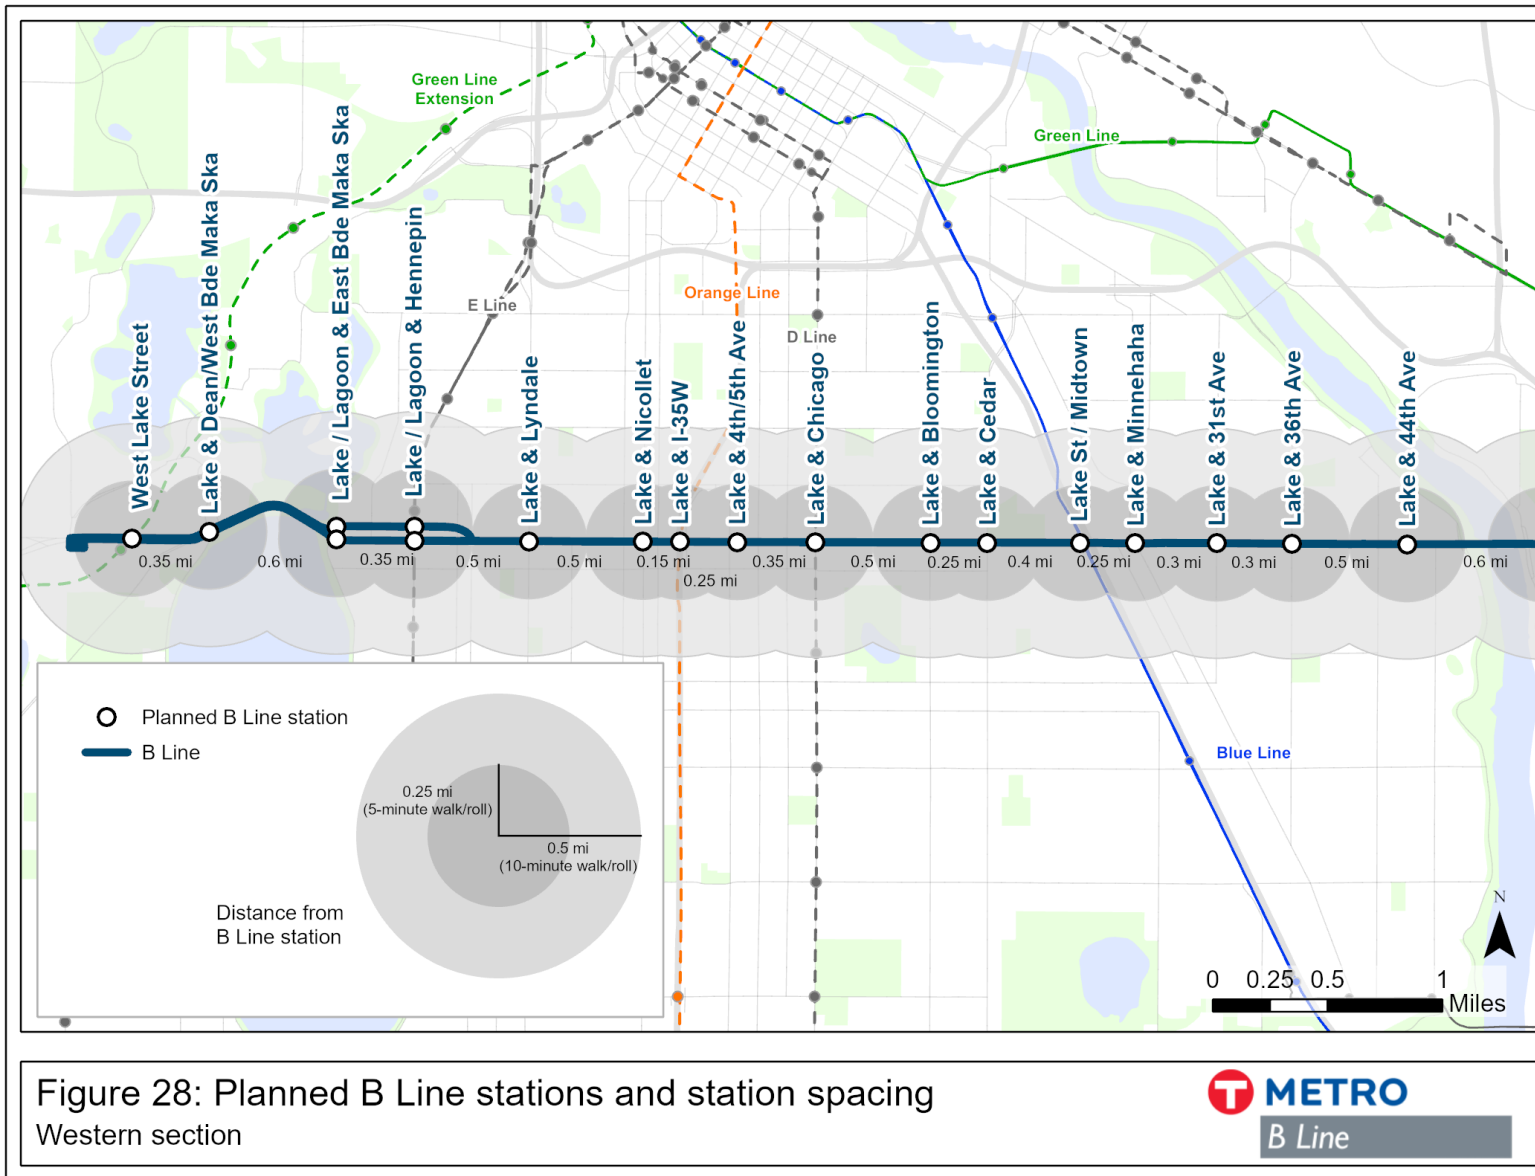 Green Line
Extension
Green Line
E Line
Orange Line
D Line
Blue Line
West Lake Street
Lake & Dean/West Bde Maka Ska
Lake / Lagoon & East Bde Maka Ska
Lake / Lagoon & Hennepin
Lake & Lyndale
Lake & Nicollet
Lake & I-35W
Lake & 4th/5th Ave
Lake & Chicago
Lake & Bloomington
Lake & Cedar
Lake St / Midtown
Lake & Minnehaha
Lake & 31st Ave
Lake & 36th Ave
Lake & 44th Ave
0.35 mi
0.6 mi
0.35 mi
0.5 mi
0.5 mi
0.15 mi
0.25 mi
0.35 mi
0.5 mi
0.25 mi
0.4 mi
0.25 mi
0.3 mi
0.3 mi
0.5 mi
0.6 mi
Planned B Line station
B Line
0.25 mi
(5-minute walk/roll)
0.5 mi
(10-minute walk/roll)
Distance from
B Line station
N
0 0.25 0.5 1
Miles
Figure 28: Planned B Line stations and station spacing
Western section
T METRO
B Line